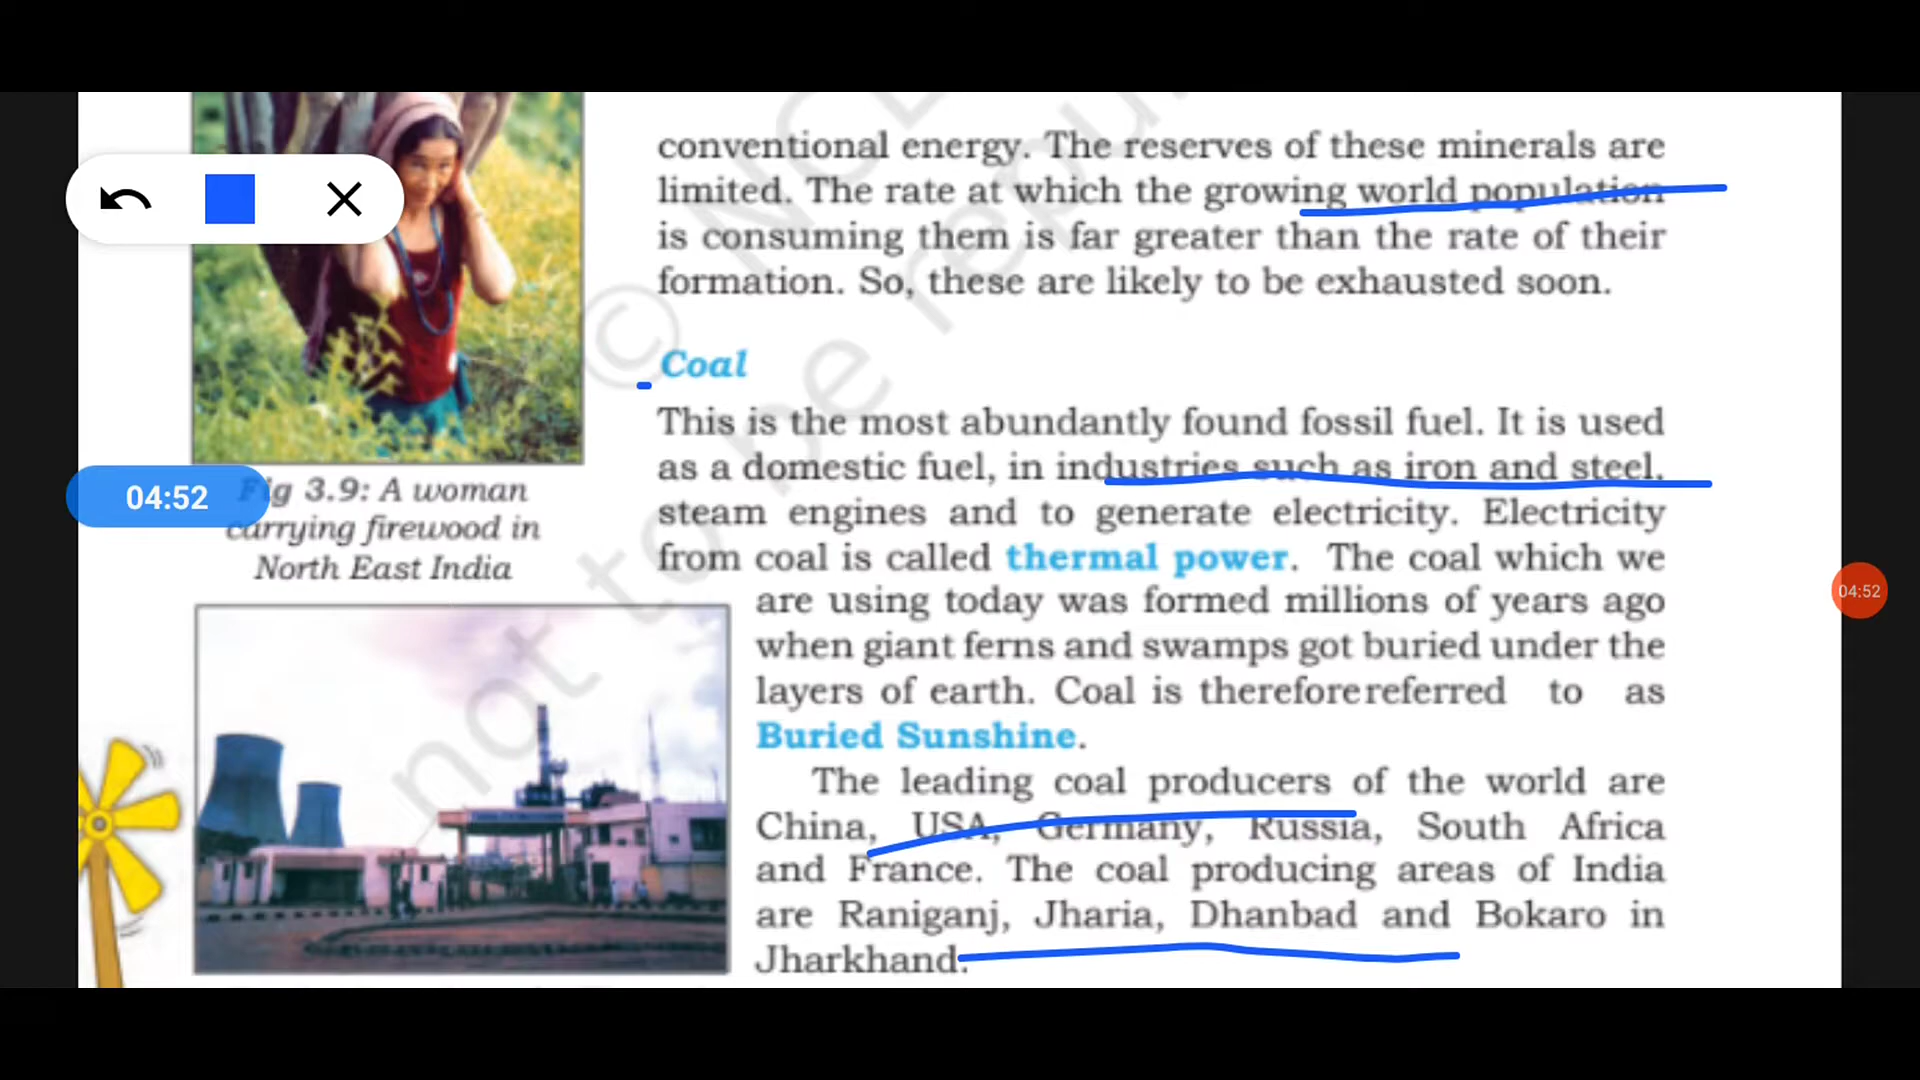 conventional energy. The reserves of these minerals are
limited. The rate at which the growing world population
is consuming them is far greater than the rate of their
formation. So, these are likely to be exhausted soon.
Coal
This is the most abundantly found fossil fuel. It is used
as a domestic fuel, in industries such as iron and steel,
steam engines and to generate electricity. Electricity
from coal is called thermal power. The coal which we
are using today was formed millions of years ago
when giant ferns and swamps got buried under the
layers of earth. Coal is thereforereferred to as
Buried Sunshine.
The leading coal producers of the world are
China, USA, Germany, Russia, South Africa
and France. The coal producing areas of India
are Raniganj, Jharia, Dhanbad and Bokaro in
Jharkhand.
04:52
Fig 3.9: A woman
carrying firewood in
North East India
04:52
not to be repu
© NCE